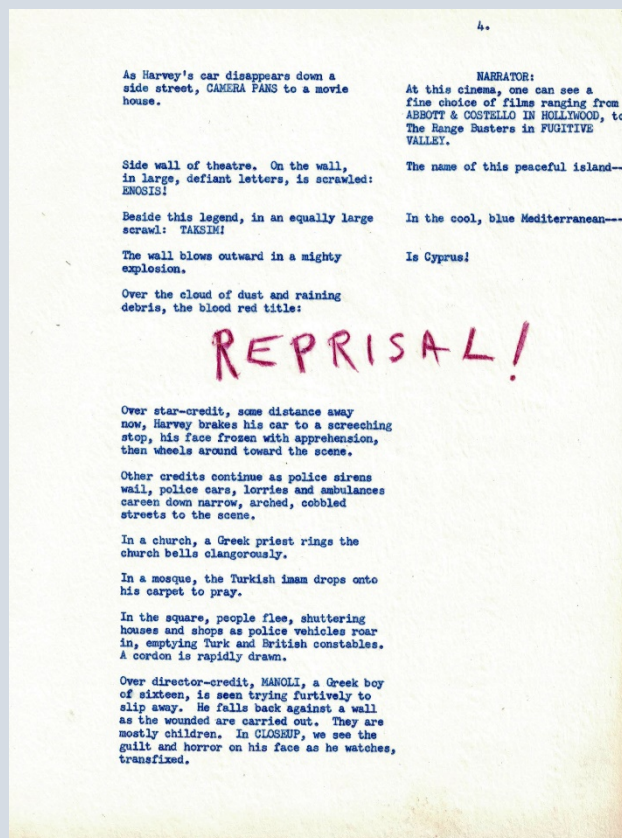 4.
As Harvey's car disappears down a
side street, CAMERA PANS to a movie
house.
NARRATOR:
At this cinema, one can see a
fine choice of films ranging from
ABBOTT & COSTELLO IN HOLLYWOOD, to
The Range Busters in FUGITIVE
VALLEY.
Side wall of theatre. On the wall,
in large, defiant letters, is scrawled:
ENOSIS!
The name of this peaceful island--
Beside this legend, in an equally large
scrawl: TAKSIM!
In the cool, blue Mediterranean---
The wall blows outward in a mighty
explosion.
Is Cyprus!
Over the cloud of dust and raining
debris, the blood red title:
REPRISAL!
Over star-credit, some distance away
now, Harvey brakes his car to a screeching
stop, his face frozen with apprehension,
then wheels around toward the scene.
Other credits continue as police sirens
wail, police cars, lorries and ambulances
careen down narrow, arched, cobbled
streets to the scene.
In a church, a Greek priest rings the
church bells clangorously.
In a mosque, the Turkish imam drops onto
his carpet to pray.
In the square, people flee, shuttering
houses and shops as police vehicles roar
in, emptying Turk and British constables.
A cordon is rapidly drawn.
Over director-credit, MANOLI, a Greek boy
of sixteen, is seen trying furtively to
slip away. He falls back against a wall
as the wounded are carried out. They are
mostly children. In CLOSEUP, we see the
guilt and horror on his face as he watches,
transfixed.